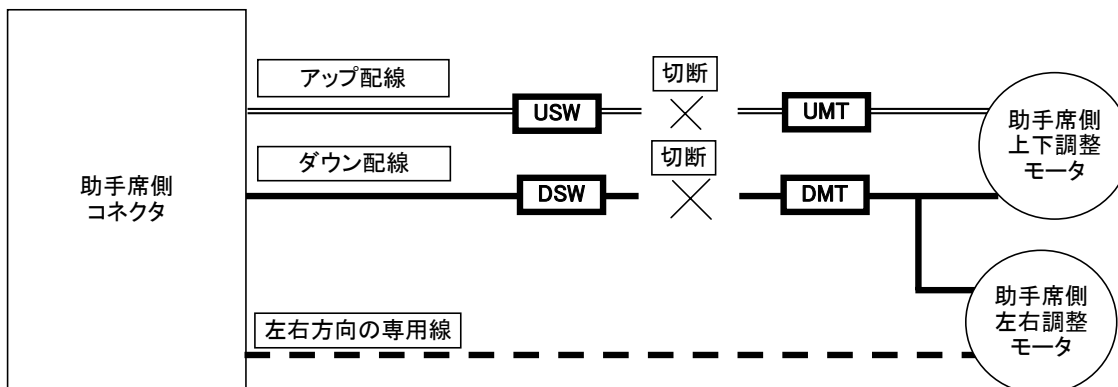 アップ配線
切断
USW
UMT
助手席側
上下調整
モータ
ダウン配線
切断
助手席側
コネクタ
DSW
DMT
左右方向の専用線
助手席側
左右調整
モータ